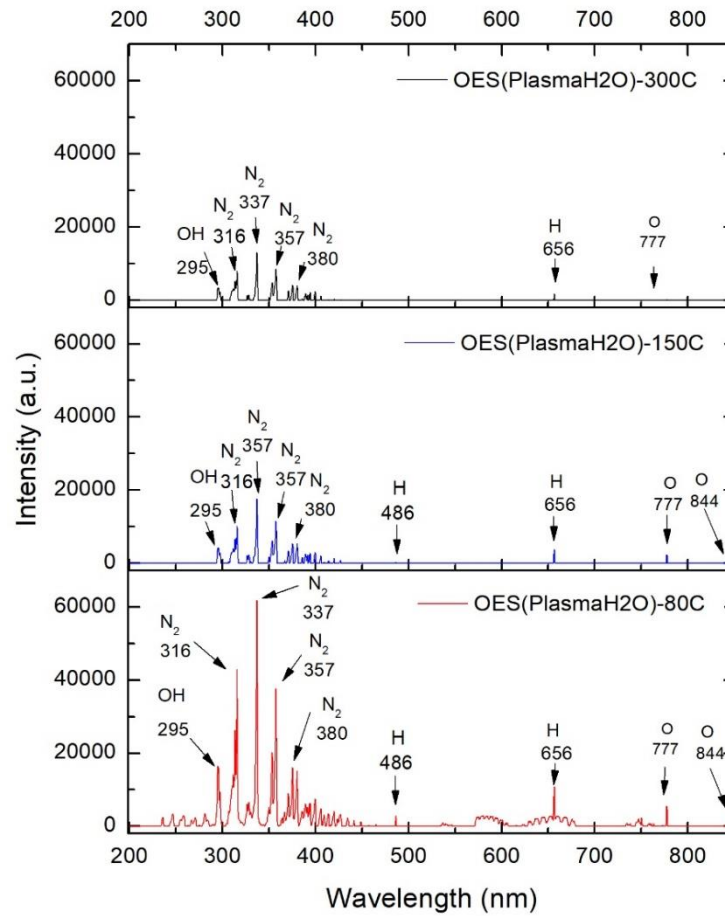 200 300 400 500 600 700 800
60000
40000
20000
0
OES(PlasmaH2O)-300C
N2
337
N2
316
N2
357
N2
380
OH
295
H
656
O
777
60000
40000
20000
0
OES(PlasmaH2O)-150C
N2
357
N2
316
N2
357
N2
380
OH
295
H
486
H
656
O
777
O
844
60000
40000
20000
0
OES(PlasmaH2O)-80C
N2
337
N2
316
N2
357
N2
380
OH
295
H
486
H
656
O
777
O
844
200 300 400 500 600 700 800
Intensity (a.u.)
Wavelength (nm)